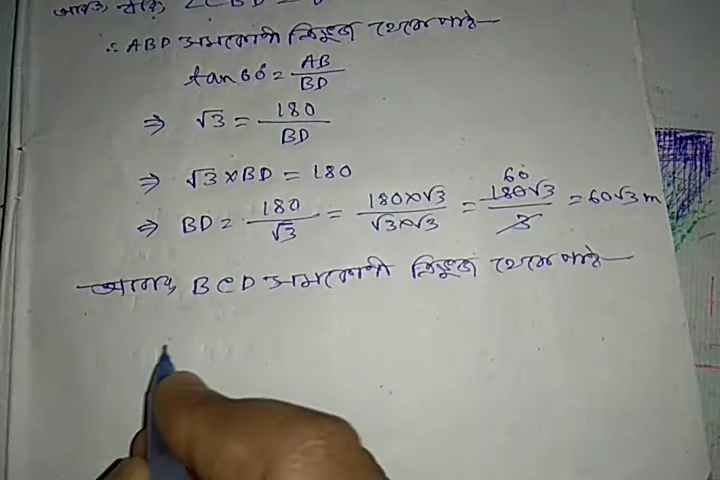 ∴ ABD সমকোণী ত্রিভুজ থেকে পাই—
tan 60° = AB/BD
⇒ √3 = 180/BD
⇒ √3 × BD = 180
⇒ BD = 180/√3 = 180×√3/√3×√3 = 60 180√3/3 = 60√3 m
আবার, BCD সমকোণী ত্রিভুজ থেকে পাই—